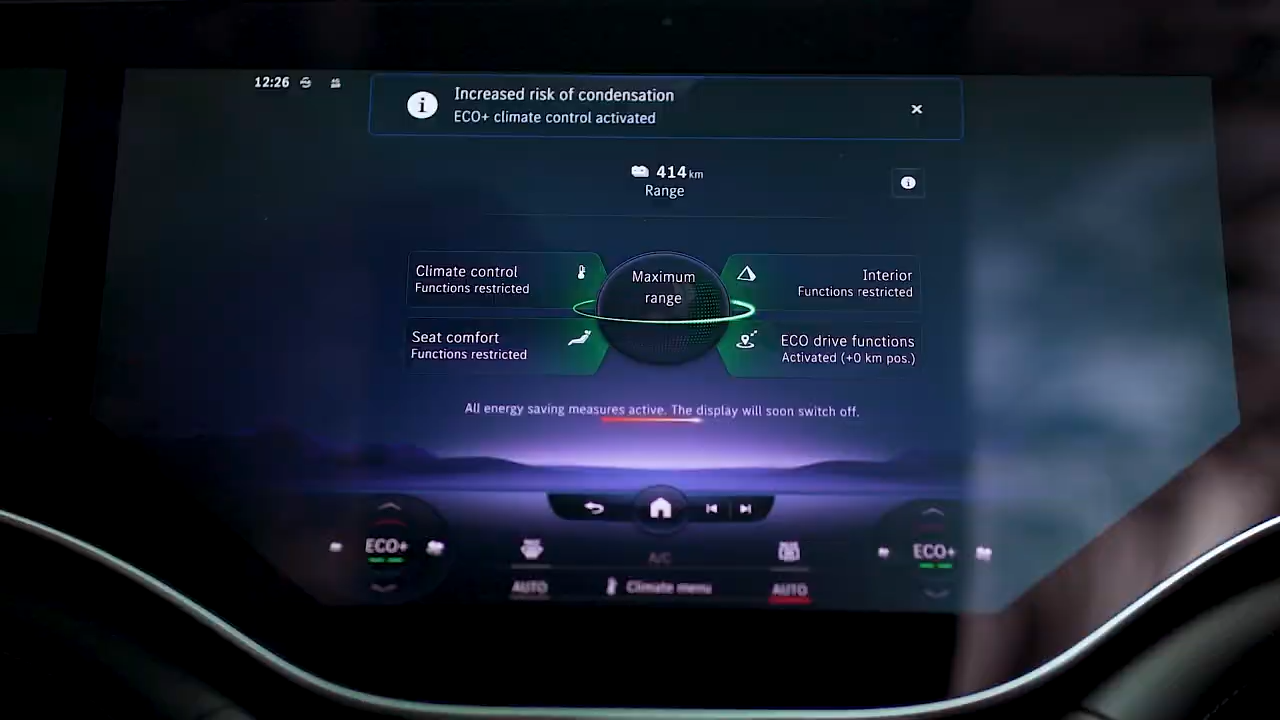 12:26
Increased risk of condensation
ECO+ climate control activated
414 km
Range
Climate control
Functions restricted
Maximum
range
Interior
Functions restricted
Seat comfort
Functions restricted
ECO drive functions
Activated (+0 km pos.)
All energy saving measures active. The display will soon switch off.
ECO+
A/C
ECO+
AUTO
Climate menu
AUTO